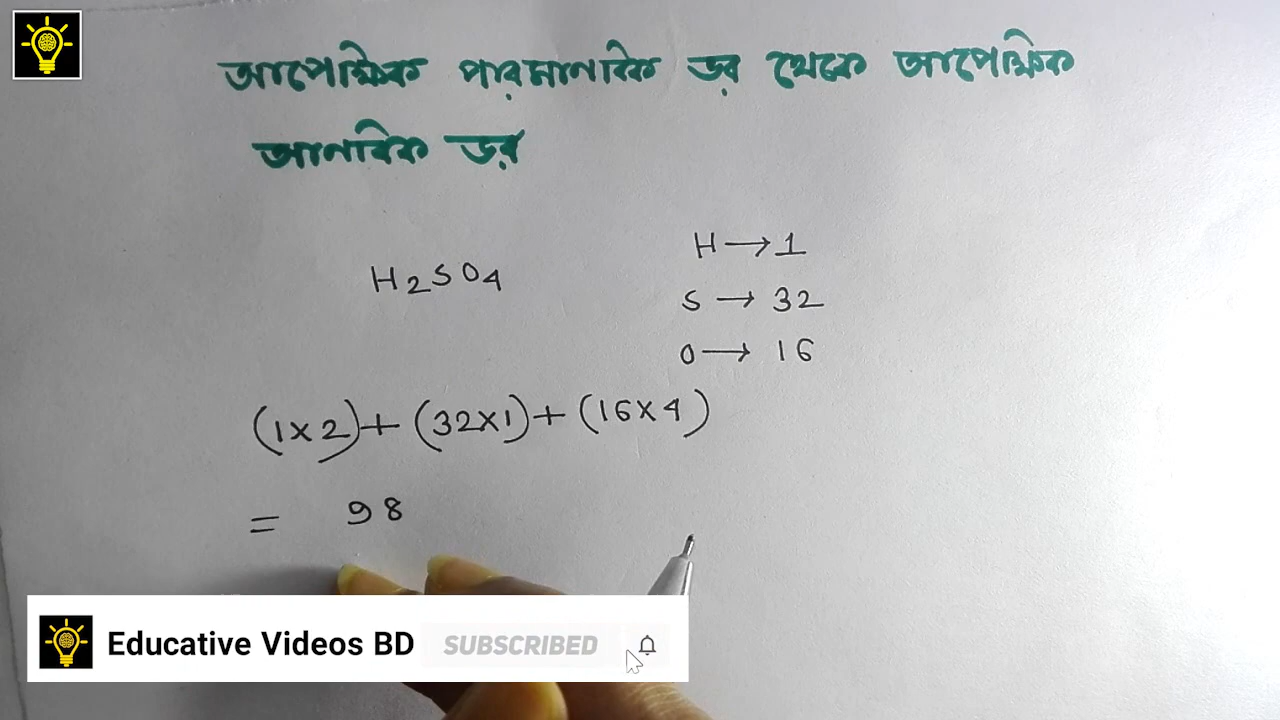 আপেক্ষিক পারমাণবিক ভর থেকে আপেক্ষিক
আণবিক ভর
H2SO4
H → 1
S → 32
O → 16
(1×2)+(32×1)+(16×4)
= 98
Educative Videos BD SUBSCRIBED